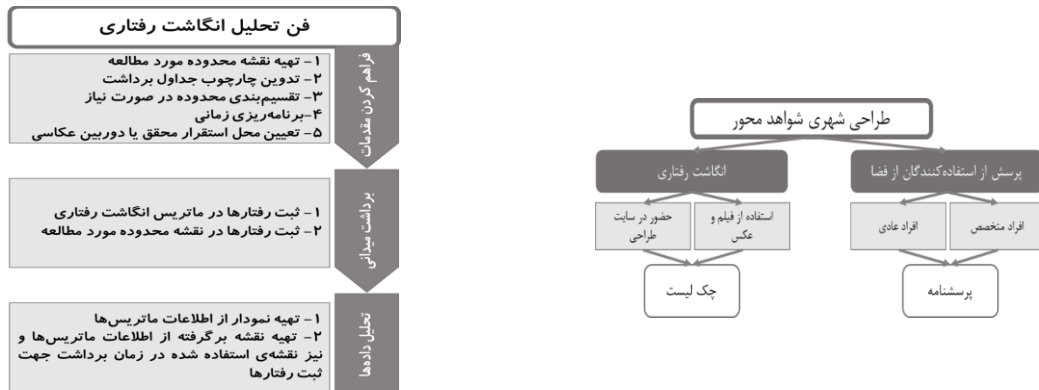 فن تحلیل انگاشت رفتاری
فراهم کردن مقدمات
۱- تهیه نقشه محدوده مورد مطالعه
۲- تدوین چارچوب جداول برداشت
۳- تقسیم‌بندی محدوده در صورت نیاز
۴-برنامه‌ریزی زمانی
۵- تعیین محل استقرار محقق یا دوربین عکاسی
برداشت میدانی
۱- ثبت رفتارها در ماتریس انگاشت رفتاری
۲- ثبت رفتارها در نقشه محدوده مورد مطالعه
تحلیل داده‌ها
۱- تهیه نمودار از اطلاعات ماتریس‌ها
۲- تهیه نقشه برگرفته از اطلاعات ماتریس‌ها و
نیز نقشه‌ی استفاده شده در زمان برداشت جهت
ثبت رفتارها
طراحی شهری شواهد محور
پرسش از استفاده‌کنندگان از فضا
انگاشت رفتاری
افراد متخصص
افراد عادی
استفاده از فیلم و
عکس
حضور در سایت
طراحی
پرسشنامه
چک لیست